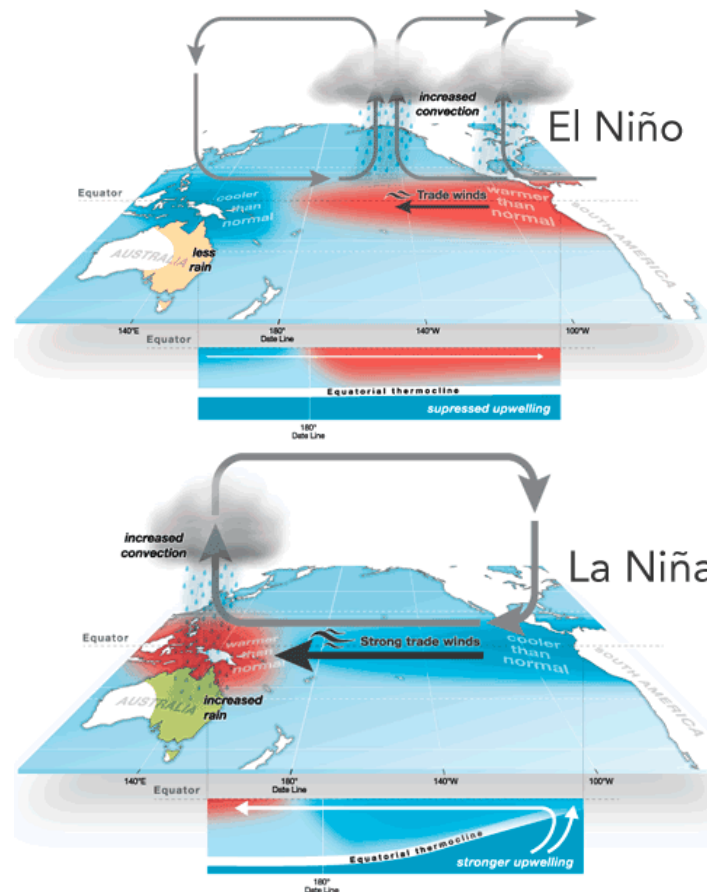 increased
convection
El Niño
Equator
cooler
than
normal
Trade winds
warmer
than
normal
AUSTRALIA
less
rain
SOUTH AMERICA
140°E
180°
Date Line
140°W
100°W
Equator
Equatorial thermocline
supressed upwelling
180°
Date Line
increased
convection
La Niña
Equator
warmer
than
normal
Strong trade winds
cooler
than
normal
AUSTRALIA
increased
rain
SOUTH AMERICA
140°E
180°
Date Line
140°W
100°W
Equator
Equatorial thermocline
stronger upwelling
180°
Date Line